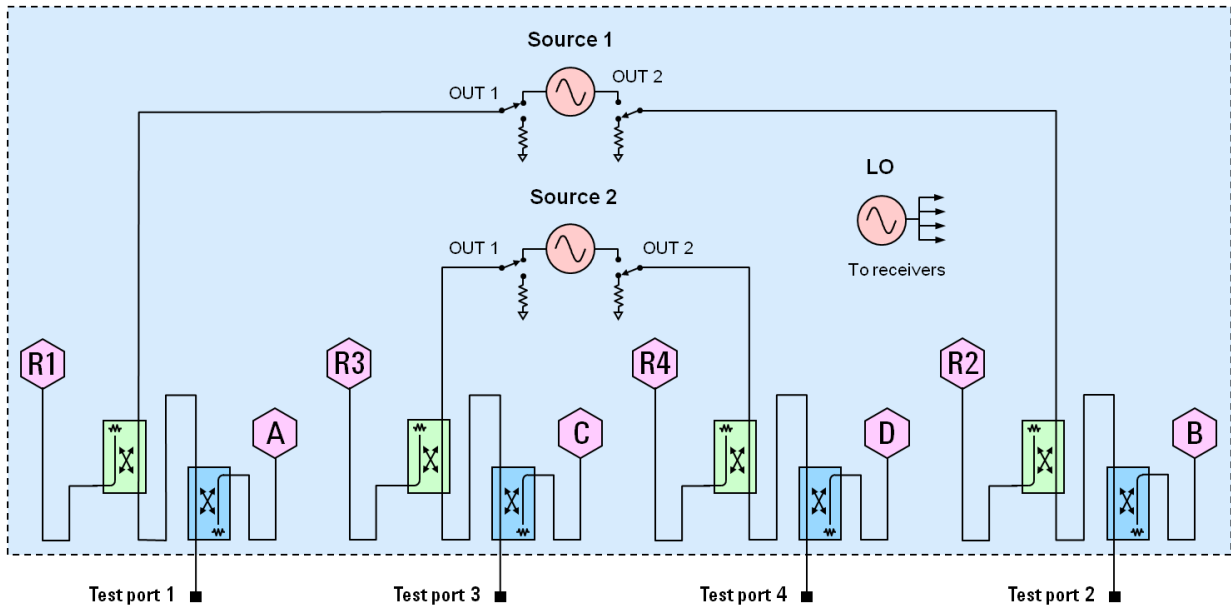 Source 1
OUT 1
OUT 2
LO
Source 2
OUT 1
OUT 2
To receivers
R1
R3
R4
R2
A
C
D
B
Test port 1
Test port 3
Test port 4
Test port 2